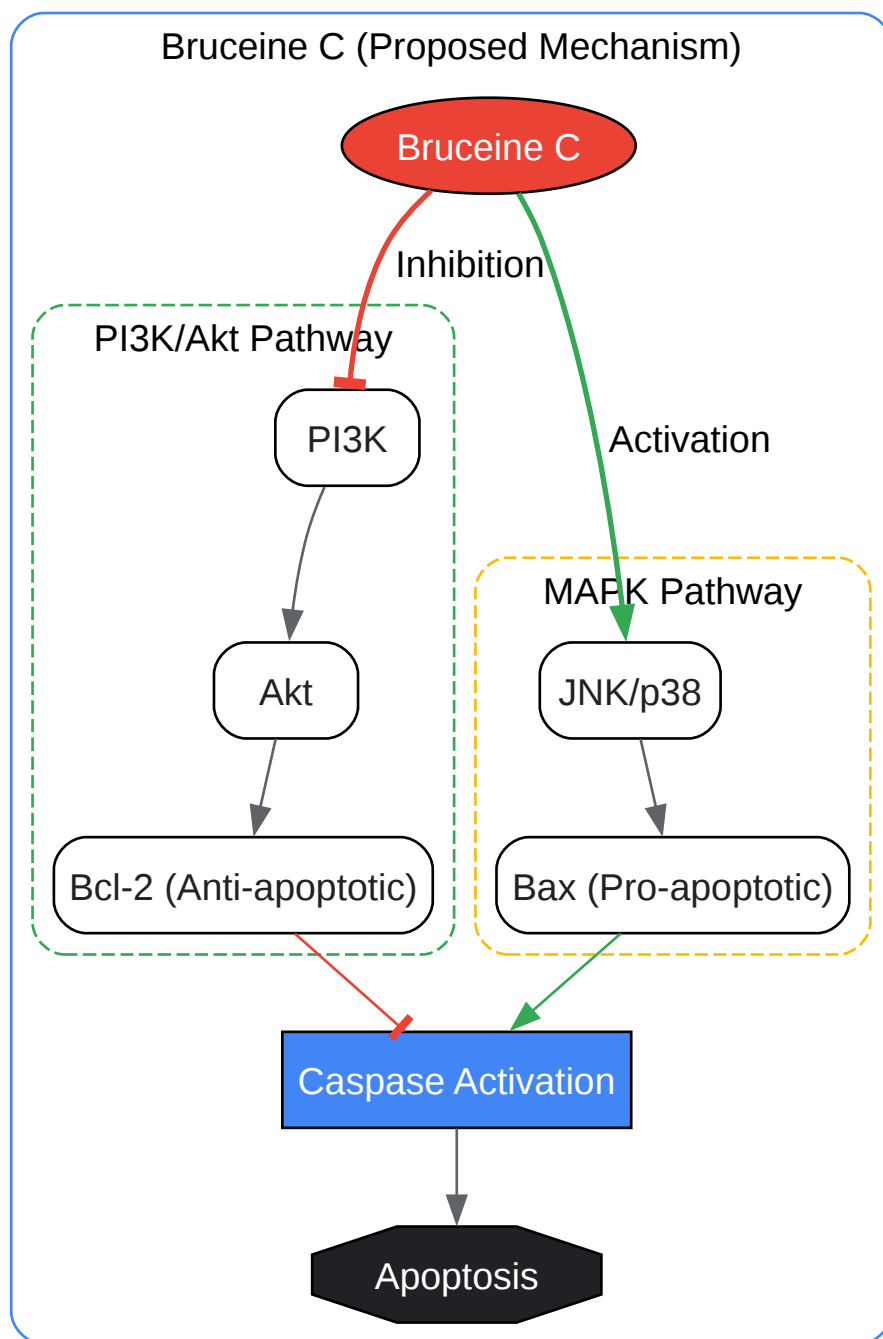 Bruceine C (Proposed Mechanism)
Bruceine C
Inhibition
PI3K/Akt Pathway
PI3K
Activation
MAPK Pathway
Akt
JNK/p38
Bcl-2 (Anti-apoptotic)
Bax (Pro-apoptotic)
Caspase Activation
Apoptosis